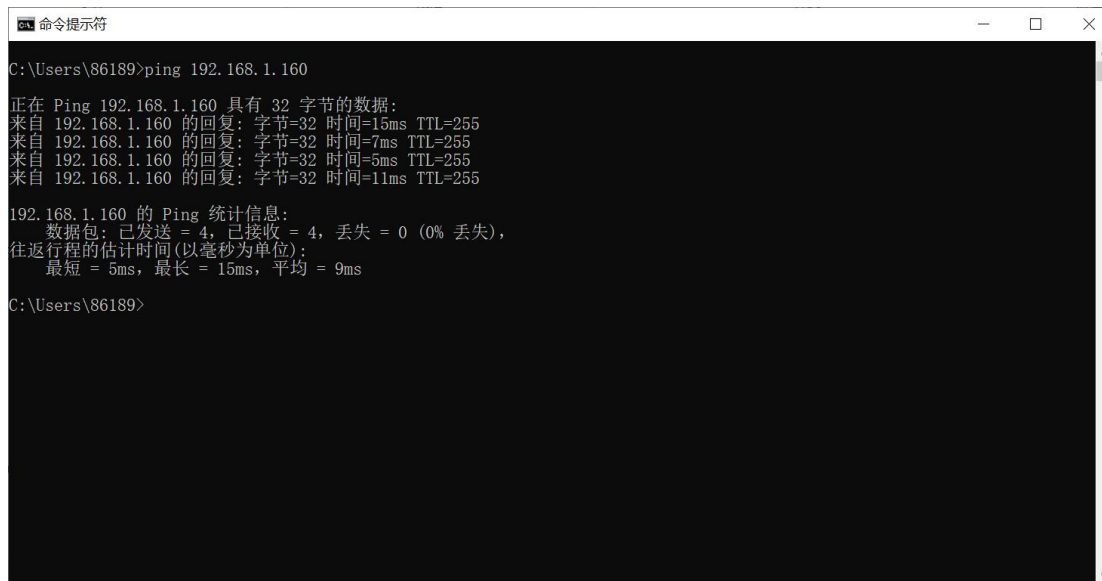 命令提示符
C:\Users\86189>ping 192.168.1.160
正在 Ping 192.168.1.160 具有 32 字节的数据:
来自 192.168.1.160 的回复: 字节=32 时间=15ms TTL=255
来自 192.168.1.160 的回复: 字节=32 时间=7ms TTL=255
来自 192.168.1.160 的回复: 字节=32 时间=5ms TTL=255
来自 192.168.1.160 的回复: 字节=32 时间=11ms TTL=255
192.168.1.160 的 Ping 统计信息:
数据包: 已发送 = 4，已接收 = 4，丢失 = 0 (0% 丢失)，
往返行程的估计时间(以毫秒为单位):
最短 = 5ms，最长 = 15ms，平均 = 9ms
C:\Users\86189>